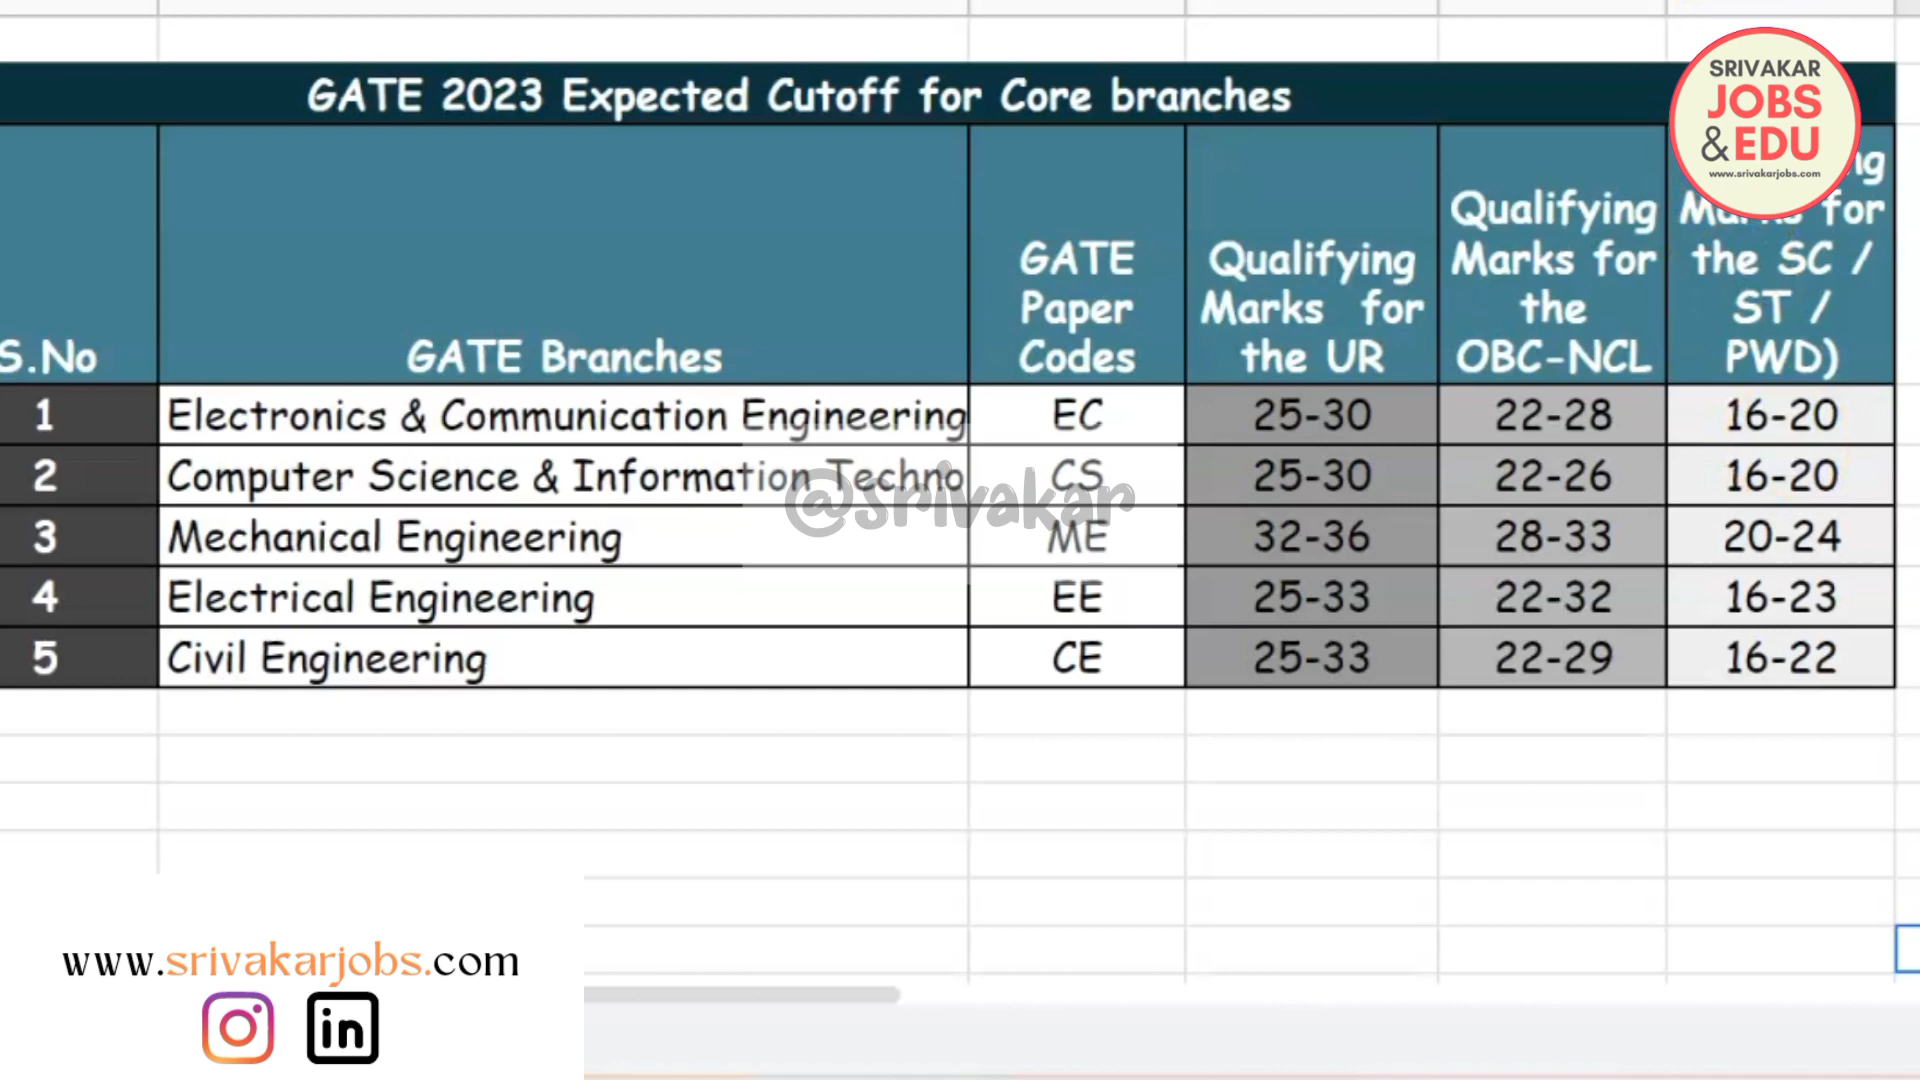 GATE 2023 Expected Cutoff for Core branches
SRIVAKAR
JOBS
&EDU
www.srivakarjobs.com
S.No
GATE Branches
GATE
Paper
Codes
Qualifying
Marks for
the UR
Qualifying
Marks for
the
OBC-NCL
for
the SC /
ST /
PWD)
1 Electronics & Communication Engineering EC 25-30 22-28 16-20
2 Computer Science & Information Techno CS 25-30 22-26 16-20
3 Mechanical Engineering ME 32-36 28-33 20-24
4 Electrical Engineering EE 25-33 22-32 16-23
5 Civil Engineering CE 25-33 22-29 16-22
@srivakar
www.srivakarjobs.com
in